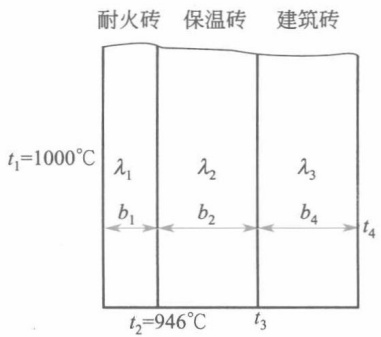 耐火砖 保温砖 建筑砖
t₁=1000℃ λ₁ λ₂ λ₃
b₁ b₂ b₄ t₄
t₂=946℃ t₃